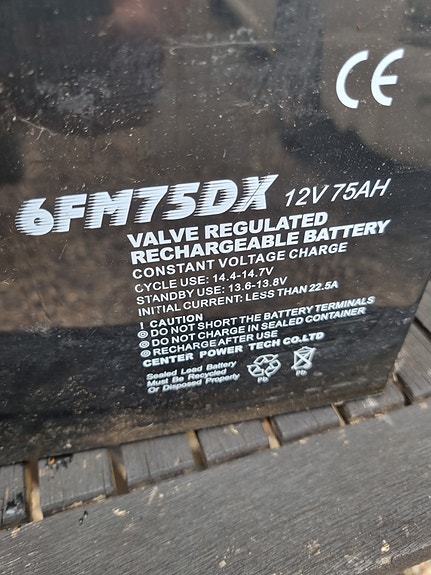 CE
6FM75DX 12V 75AH
VALVE REGULATED
RECHARGEABLE BATTERY
CONSTANT VOLTAGE CHARGE
CYCLE USE: 14.4-14.7V
STANDBY USE: 13.6-13.8V
INITIAL CURRENT: LESS THAN 22.5A
! CAUTION
DO NOT SHORT THE BATTERY TERMINALS
DO NOT CHARGE IN SEALED CONTAINER
RECHARGE AFTER USE
CENTER POWER TECH CO.LTD
Sealed Lead Battery
Must Be Recycled
Or Disposed Properly
Pb Pb